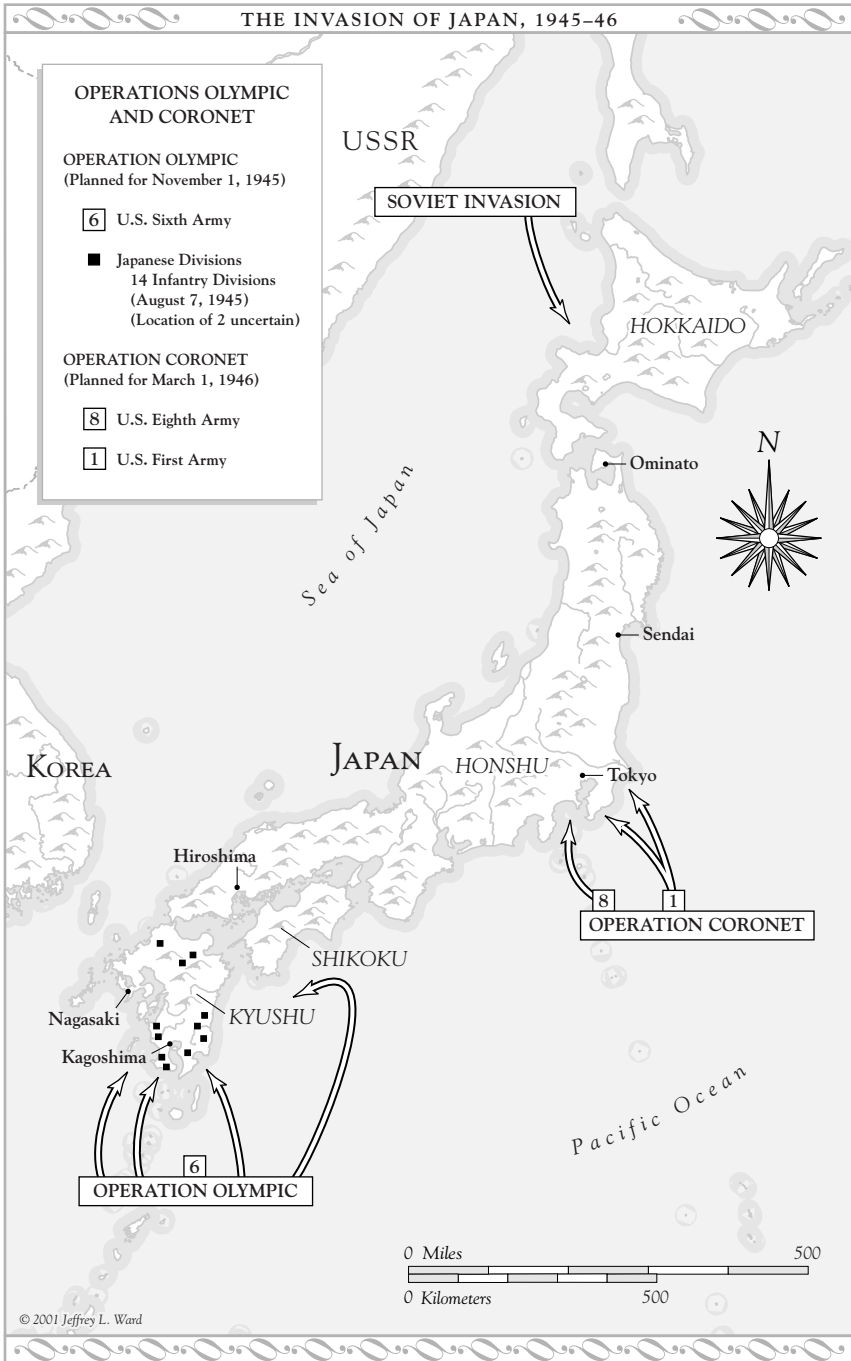 THE INVASION OF JAPAN, 1945–46
OPERATIONS OLYMPIC
AND CORONET
OPERATION OLYMPIC
(Planned for November 1, 1945)
6 U.S. Sixth Army
Japanese Divisions
14 Infantry Divisions
(August 7, 1945)
(Location of 2 uncertain)
OPERATION CORONET
(Planned for March 1, 1946)
8 U.S. Eighth Army
1 U.S. First Army
USSR
SOVIET INVASION
HOKKAIDO
N
Ominato
Sea of Japan
Sendai
KOREA
JAPAN
HONSHU
Tokyo
Hiroshima
8 1
OPERATION CORONET
SHIKOKU
Nagasaki
KYUSHU
Kagoshima
Pacific Ocean
6
OPERATION OLYMPIC
0 Miles 500
0 Kilometers 500
© 2001 Jeffrey L. Ward